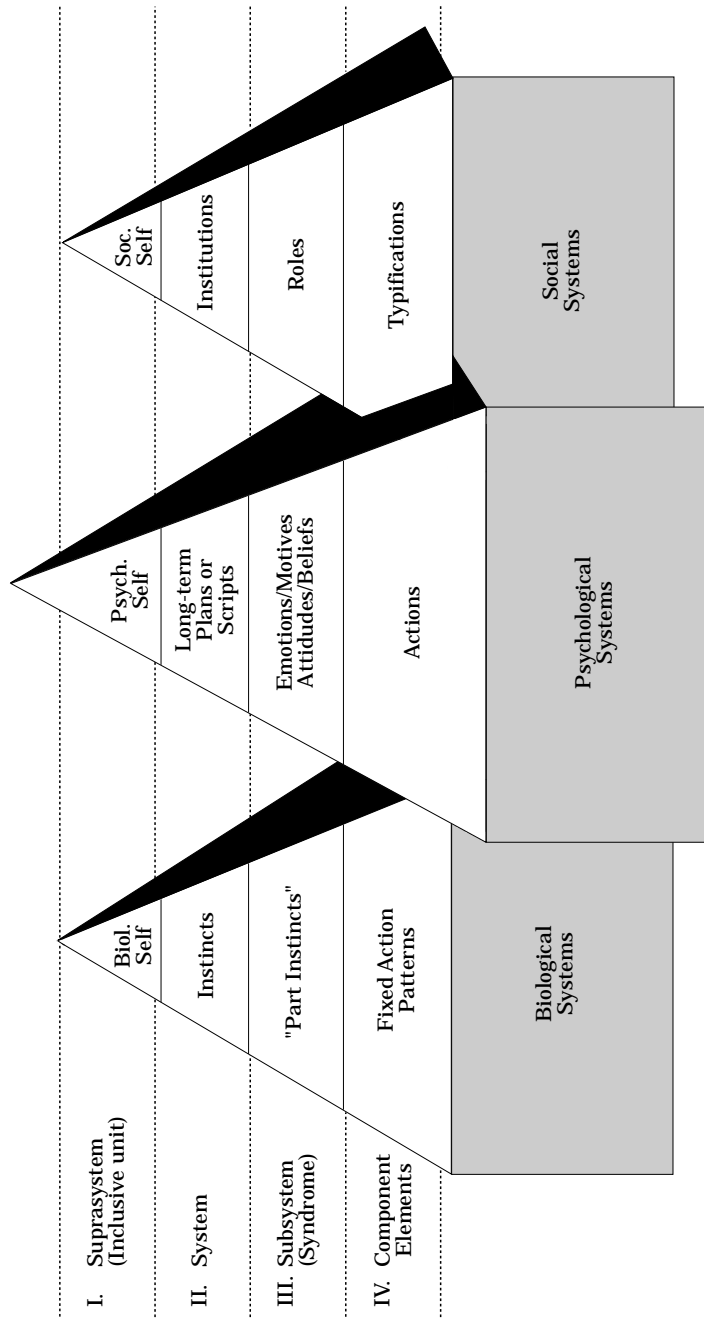 I. Suprasystem
(Inclusive unit)
II. System
III. Subsystem
(Syndrome)
IV. Component
Elements
Biol.
Self
Instincts
"Part Instincts"
Fixed Action
Patterns
Biological
Systems
Psych.
Self
Long-term
Plans or
Scripts
Emotions/Motives
Attidudes/Beliefs
Actions
Psychological
Systems
Soc.
Self
Institutions
Roles
Typifications
Social
Systems